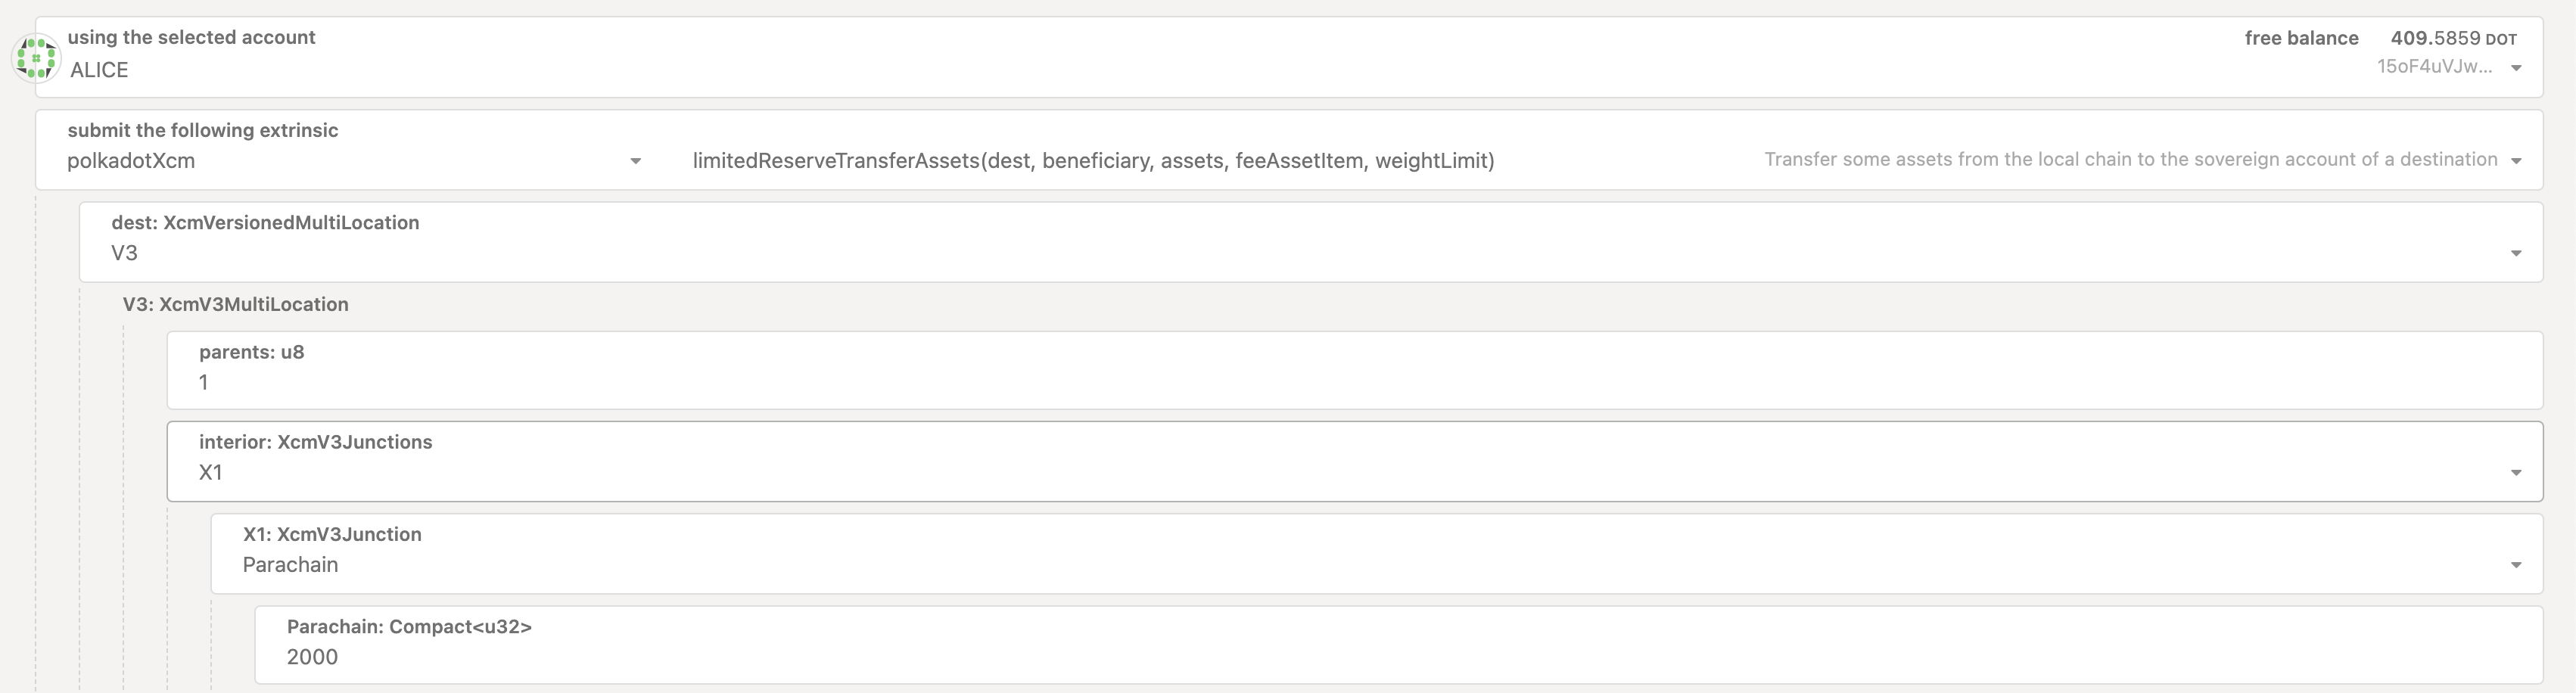 using the selected account
ALICE
free balance 409.5859 DOT
15oF4uVJw...
submit the following extrinsic
polkadotXcm
limitedReserveTransferAssets(dest, beneficiary, assets, feeAssetItem, weightLimit)
Transfer some assets from the local chain to the sovereign account of a destination
dest: XcmVersionedMultiLocation
V3
V3: XcmV3MultiLocation
parents: u8
1
interior: XcmV3Junctions
X1
X1: XcmV3Junction
Parachain
Parachain: Compact<u32>
2000